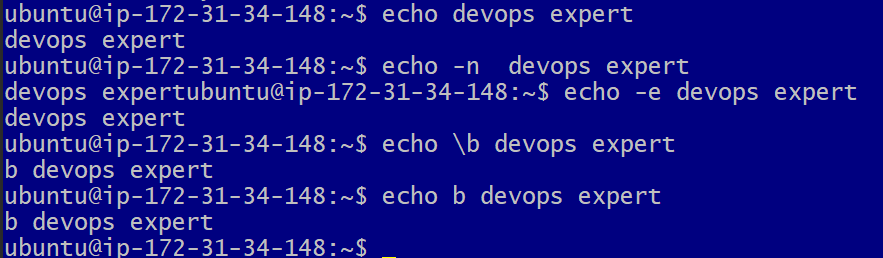 ubuntu@ip-172-31-34-148:~$ echo devops expert
devops expert
ubuntu@ip-172-31-34-148:~$ echo -n  devops expert
devops expertubuntu@ip-172-31-34-148:~$ echo -e devops expert
devops expert
ubuntu@ip-172-31-34-148:~$ echo \b devops expert
b devops expert
ubuntu@ip-172-31-34-148:~$ echo b devops expert
b devops expert
ubuntu@ip-172-31-34-148:~$ _